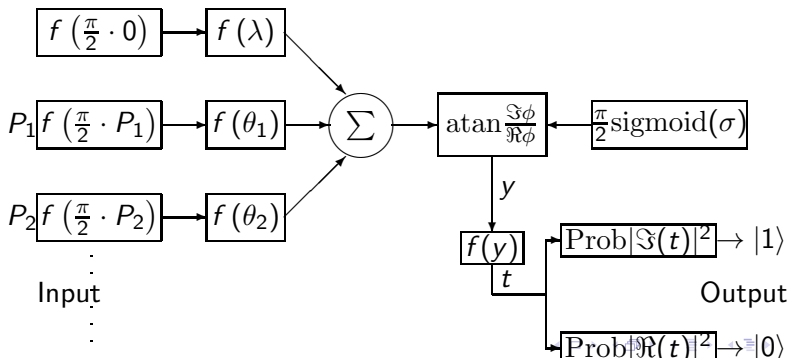 f (π/2 · 0) f (λ)
P₁ f (π/2 · P₁) f (θ₁) ∑ atan ℑϕ/ℜϕ π/2 sigmoid(σ)
P₂ f (π/2 · P₂) f (θ₂) y
f(y) Prob|ℑ(t)|² → |1⟩
t
Input Output
Prob|ℜ(t)|² → |0⟩